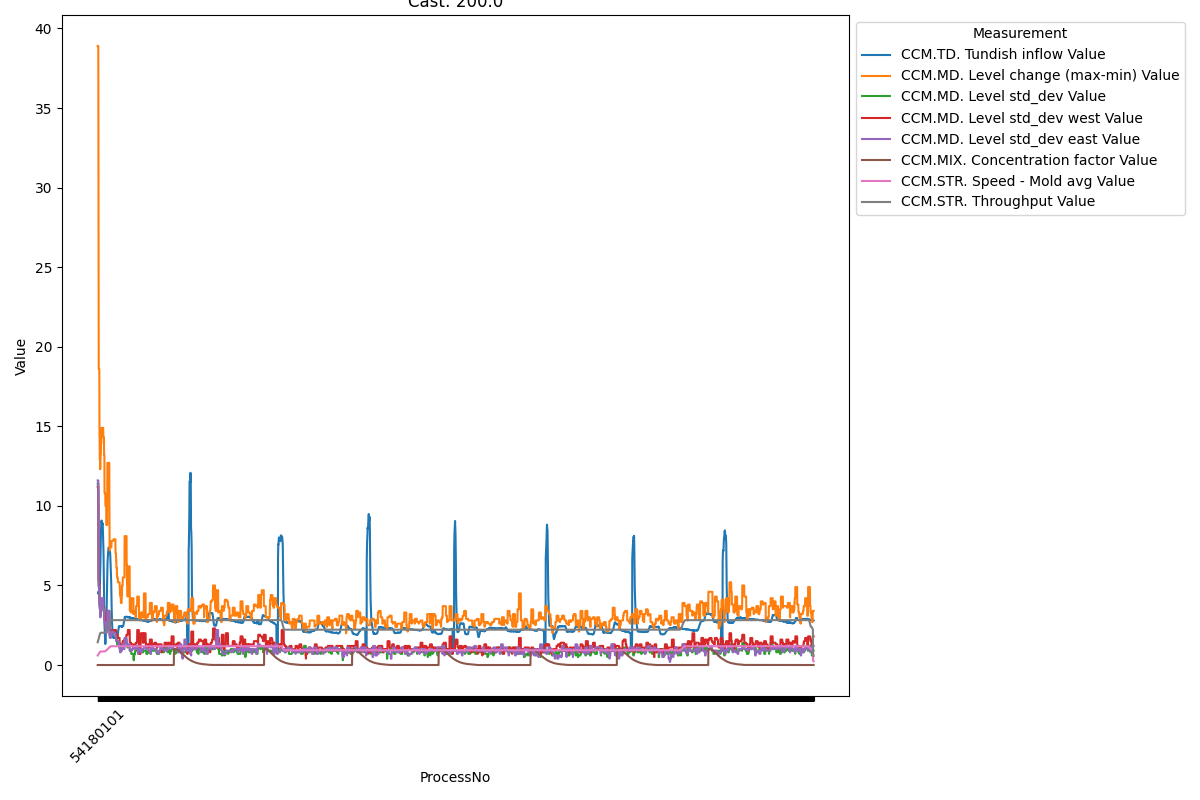 Cast: 200.0
40
35
30
25
20
15
10
5
0
Value
54180101
ProcessNo
Measurement
CCM.TD. Tundish inflow Value
CCM.MD. Level change (max-min) Value
CCM.MD. Level std_dev Value
CCM.MD. Level std_dev west Value
CCM.MD. Level std_dev east Value
CCM.MIX. Concentration factor Value
CCM.STR. Speed - Mold avg Value
CCM.STR. Throughput Value